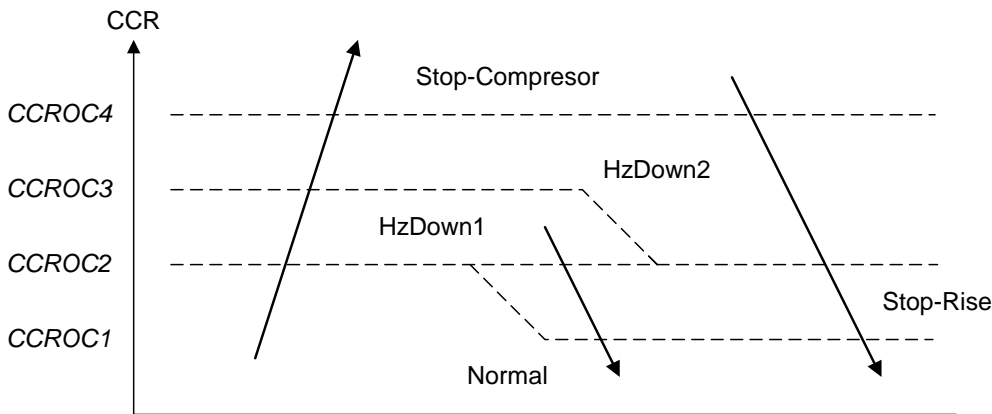 CCR
Stop-Compresor
CCROC4
HzDown2
CCROC3
HzDown1
CCROC2
Stop-Rise
CCROC1
Normal